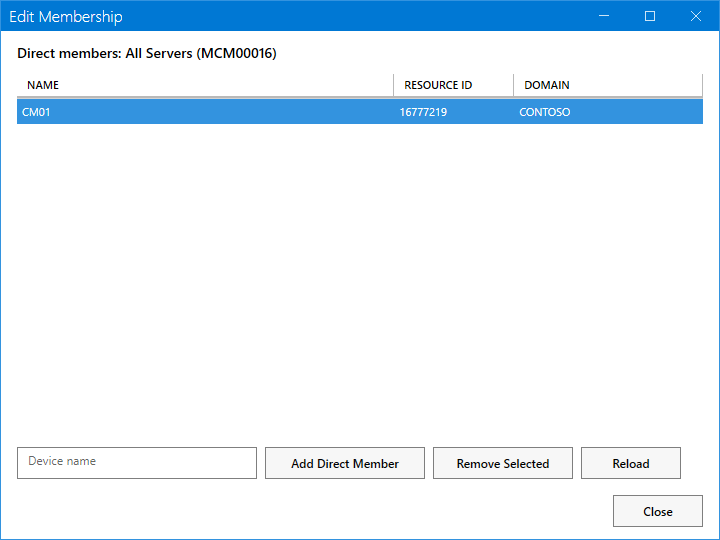 Edit Membership
Direct members: All Servers (MCM00016)
NAME RESOURCE ID DOMAIN
CM01 16777219 CONTOSO
Device name Add Direct Member Remove Selected Reload
Close